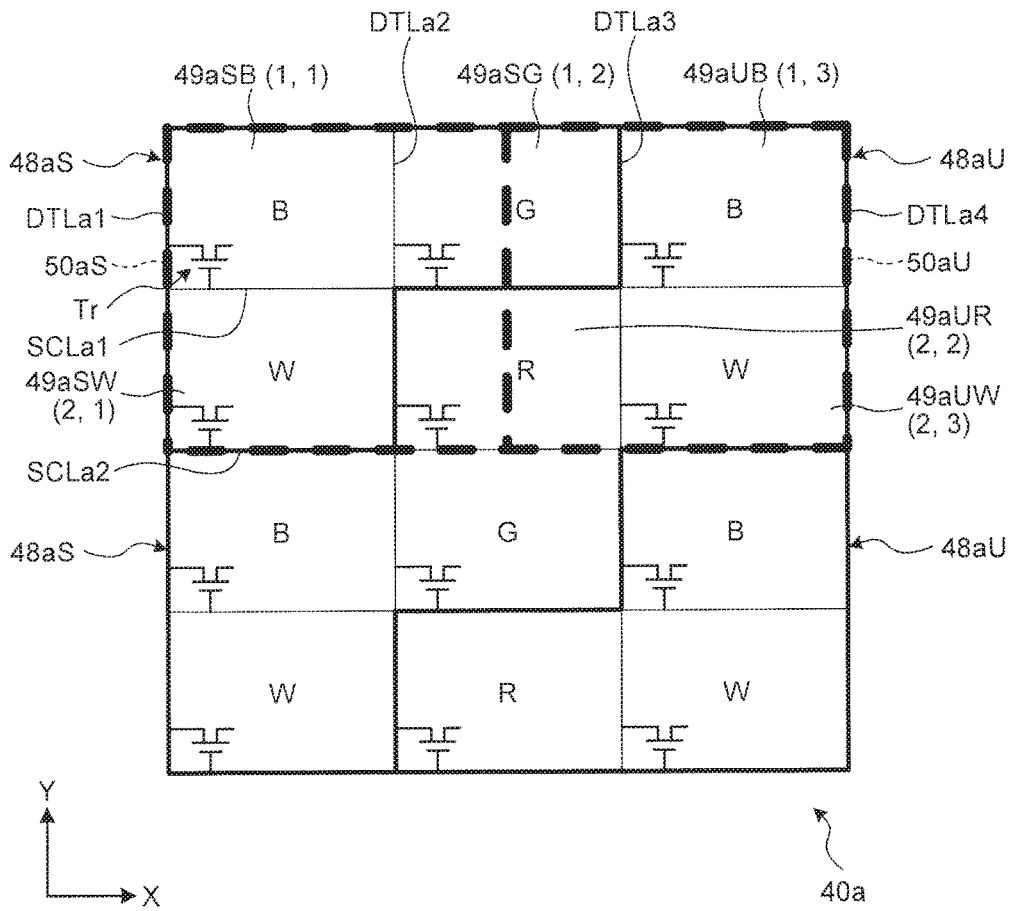 DTLa2
DTLa3
49aSB (1, 1)
49aSG (1, 2)
49aUB (1, 3)
48aS
48aU
DTLa1
B
G
B
DTLa4
50aS
50aU
Tr
SCLa1
49aUR
(2, 2)
W
R
W
49aSW
(2, 1)
49aUW
(2, 3)
SCLa2
B
G
B
48aS
48aU
W
R
W
Y
X
40a